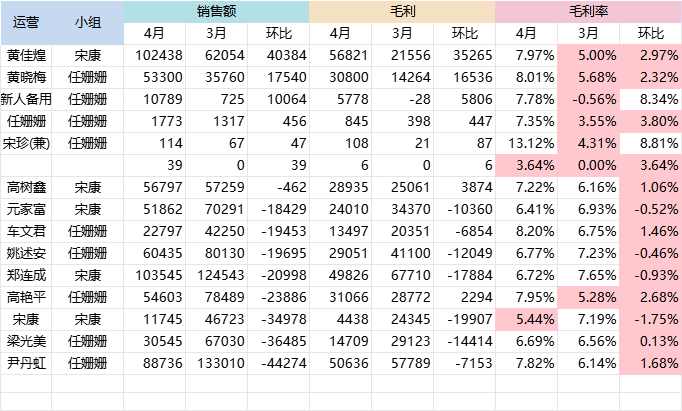 运营 小组 销售额 毛利 毛利率
4月 3月 环比 4月 3月 环比 4月 3月 环比
黄佳煌 宋康 102438 62054 40384 56821 21556 35265 7.97% 5.00% 2.97%
黄晓梅 任姗姗 53300 35760 17540 30800 14264 16536 8.01% 5.68% 2.32%
新人备用 任姗姗 10789 725 10064 5778 -28 5806 7.78% -0.56% 8.34%
任姗姗 任姗姗 1773 1317 456 845 398 447 7.35% 3.55% 3.80%
宋珍(兼) 任姗姗 114 67 47 108 21 87 13.12% 4.31% 8.81%
39 0 39 6 0 6 3.64% 0.00% 3.64%
高树鑫 宋康 56797 57259 -462 28935 25061 3874 7.22% 6.16% 1.06%
元家富 宋康 51862 70291 -18429 24010 34370 -10360 6.41% 6.93% -0.52%
车文君 任姗姗 22797 42250 -19453 13497 20351 -6854 8.20% 6.75% 1.46%
姚述安 任姗姗 60435 80130 -19695 29051 41100 -12049 6.77% 7.23% -0.46%
郑连成 宋康 103545 124543 -20998 49826 67710 -17884 6.72% 7.65% -0.93%
高艳平 任姗姗 54603 78489 -23886 31066 28772 2294 7.95% 5.28% 2.68%
宋康 宋康 11745 46723 -34978 4438 24345 -19907 5.44% 7.19% -1.75%
梁光美 任姗姗 30545 67030 -36485 14709 29123 -14414 6.69% 6.56% 0.13%
尹丹虹 任姗姗 88736 133010 -44274 50636 57789 -7153 7.82% 6.14% 1.68%